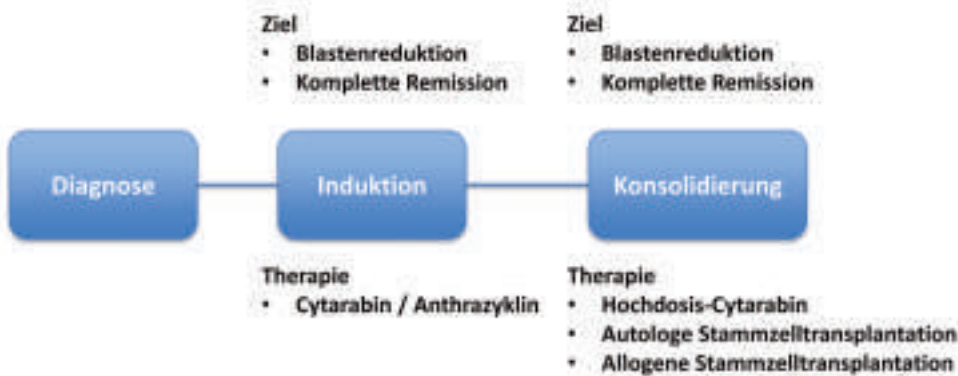 Ziel
• Blastenreduktion
• Komplette Remission
Ziel
• Blastenreduktion
• Komplette Remission
Diagnose
Induktion
Konsolidierung
Therapie
• Cytarabin / Anthrazyklin
Therapie
• Hochdosis-Cytarabin
• Autologe Stammzelltransplantation
• Allogene Stammzelltransplantation